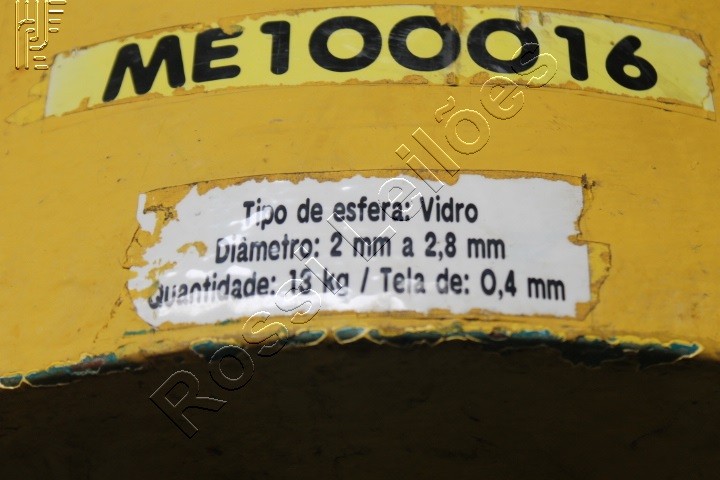 ME100016
Tipo de esfera: Vidro
Diâmetro: 2 mm a 2,8 mm
Quantidade: 13 kg / Tela de: 0,4 mm
Rossi Leilões